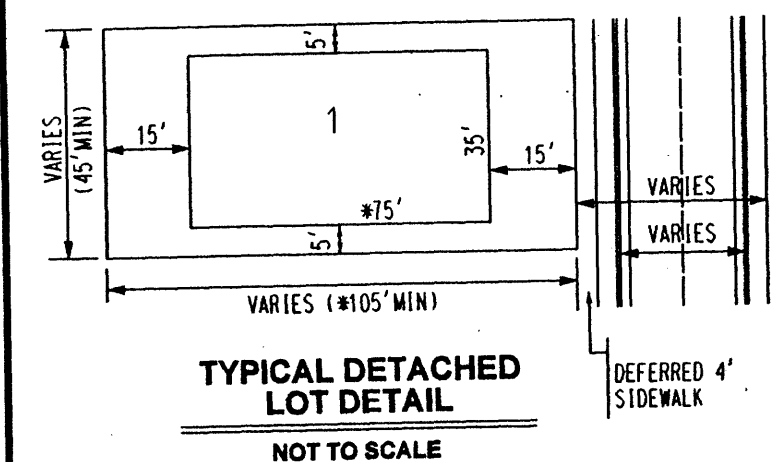 5'
VARIES
(45'MIN)
15'
1
35'
15'
*75'
5'
VARIES
VARIES
VARIES (*105'MIN)
TYPICAL DETACHED
LOT DETAIL
NOT TO SCALE
DEFERRED 4'
SIDEWALK